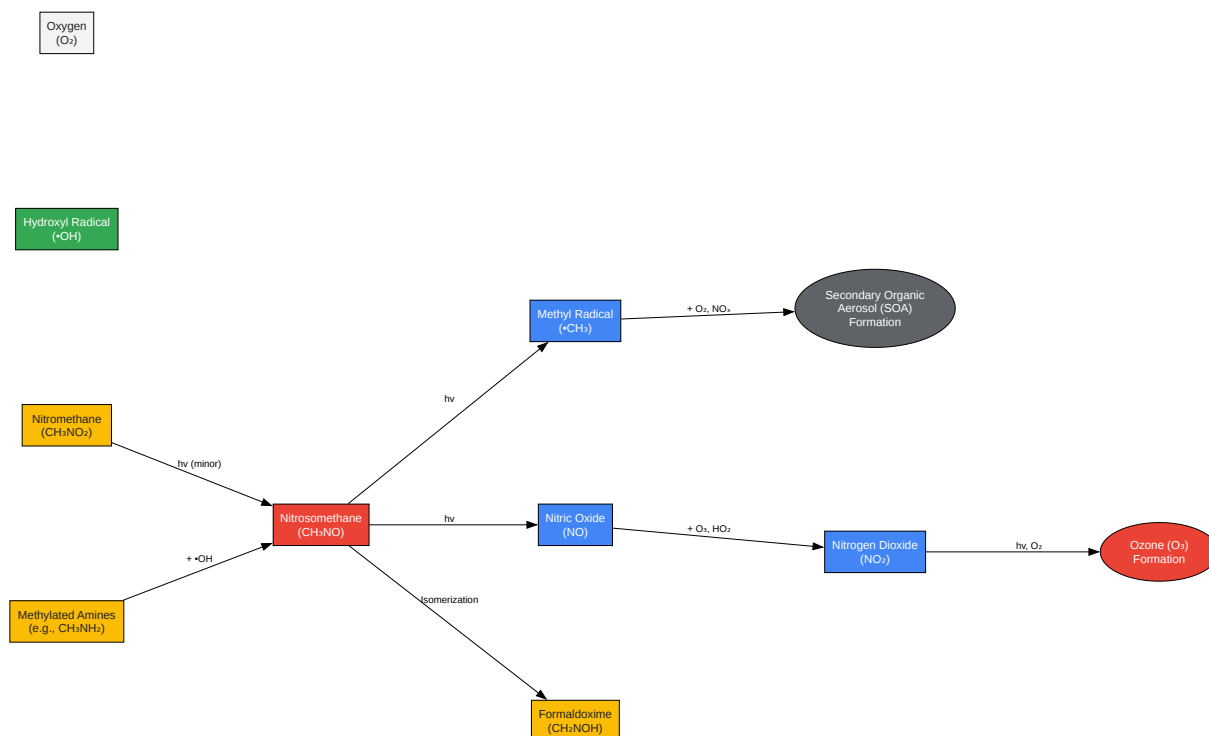 Oxygen
(O₂)
Hydroxyl Radical
(•OH)
Methyl Radical
(•CH₃)
+ O₂, NOₓ
Secondary Organic
Aerosol (SOA)
Formation
hv
Nitromethane
(CH₃NO₂)
hv (minor)
Nitrosomethane
(CH₃NO)
hv
Nitric Oxide
(NO)
+ O₃, HO₂
Nitrogen Dioxide
(NO₂)
hv, O₂
Ozone (O₃)
Formation
+ •OH
Methylated Amines
(e.g., CH₃NH₂)
Isomerization
Formaldoxime
(CH₂NOH)